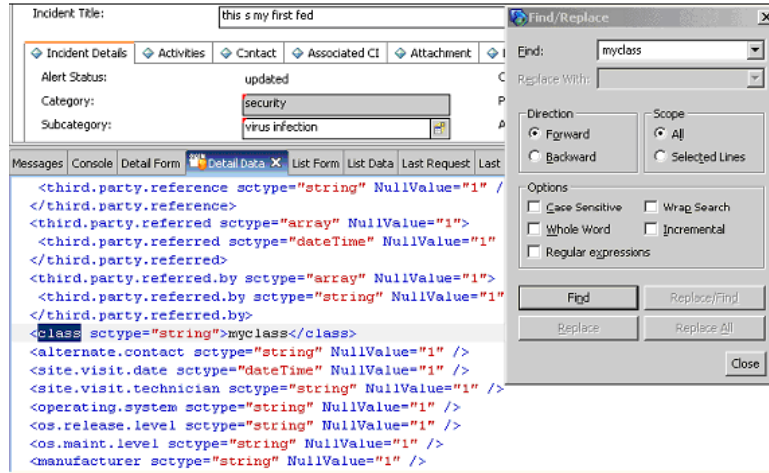 Incident Title:
this s my first fed
Incident Details
Activities
Contact
Associated CI
Attachment
Alert Status:
updated
Category:
security
Subcategory:
virus infection
Messages Console Detail Form Detail Data List Form List Data Last Request Last
<third.party.reference sctype="string" NullValue="1" /
</third.party.reference>
<third.party.referred sctype="array" NullValue="1">
<third.party.referred sctype="dateTime" NullValue="1"
</third.party.referred>
<third.party.referred.by sctype="array" NullValue="1">
<third.party.referred.by sctype="string" NullValue="1"
</third.party.referred.by>
<class sctype="string">myclass</class>
<alternate.contact sctype="string" NullValue="1" />
<site.visit.date sctype="dateTime" NullValue="1" />
<site.visit.technician sctype="string" NullValue="1" />
<operating.system sctype="string" NullValue="1" />
<os.release.level sctype="string" NullValue="1" />
<os.maint.level sctype="string" NullValue="1" />
<manufacturer sctype="string" NullValue="1" />
Find/Replace
Find:
myclass
Replace With:
Direction
Forward
Backward
Scope
All
Selected Lines
Options
Case Sensitive
Wrap Search
Whole Word
Incremental
Regular expressions
Find
Replace/Find
Replace
Replace All
Close